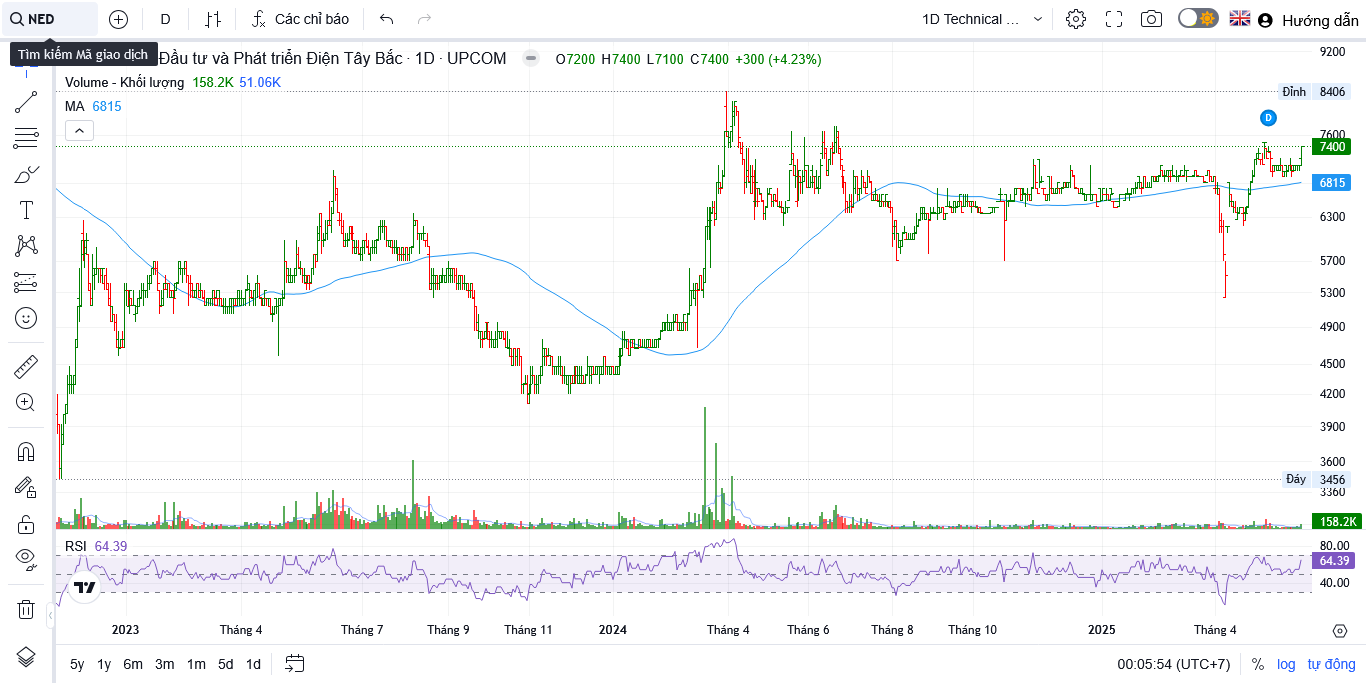 NED D Các chỉ báo 1D Technical ... Hướng dẫn
Tìm kiếm Mã giao dịch
Đầu tư và Phát triển Điện Tây Bắc · 1D · UPCOM O7200 H7400 L7100 C7400 +300 (+4.23%)
Volume - Khối lượng 158.2K 51.06K
MA 6815
9200
Đỉnh 8406
D
7600
7400
6815
6300
5700
5300
4900
4500
4200
3900
3600
Đáy 3456
3360
158.2K
RSI 64.39
80.00
64.39
40.00
2023 Tháng 4 Tháng 7 Tháng 9 Tháng 11 2024 Tháng 4 Tháng 6 Tháng 8 Tháng 10 2025 Tháng 4
5y 1y 6m 3m 1m 5d 1d 00:05:54 (UTC+7) % log tự động